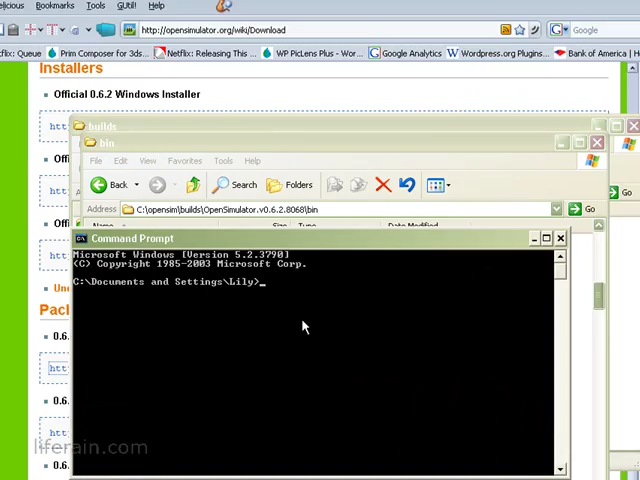 Bookmarks Tools GUtil! Help
http://opensimulator.org/wiki/Download
Google
Queue Prim Composer for 3ds... Netflix: Releasing This ... WP PicLens Plus - Wor... Google Analytics Wordpress.org Plugins... Bank of America | Hom
Installers
Official 0.6.2 Windows Installer
builds
bin
File Edit View Favorites Tools Help
Back Search Folders
Address C:\opensim\builds\OpenSimulator.v0.6.2.8068\bin Go
Go
Name Size Type Date Modified
Command Prompt
Microsoft Windows [Version 5.2.3790]
(C) Copyright 1985-2003 Microsoft Corp.
C:\Documents and Settings\Lily>_
liferain.com